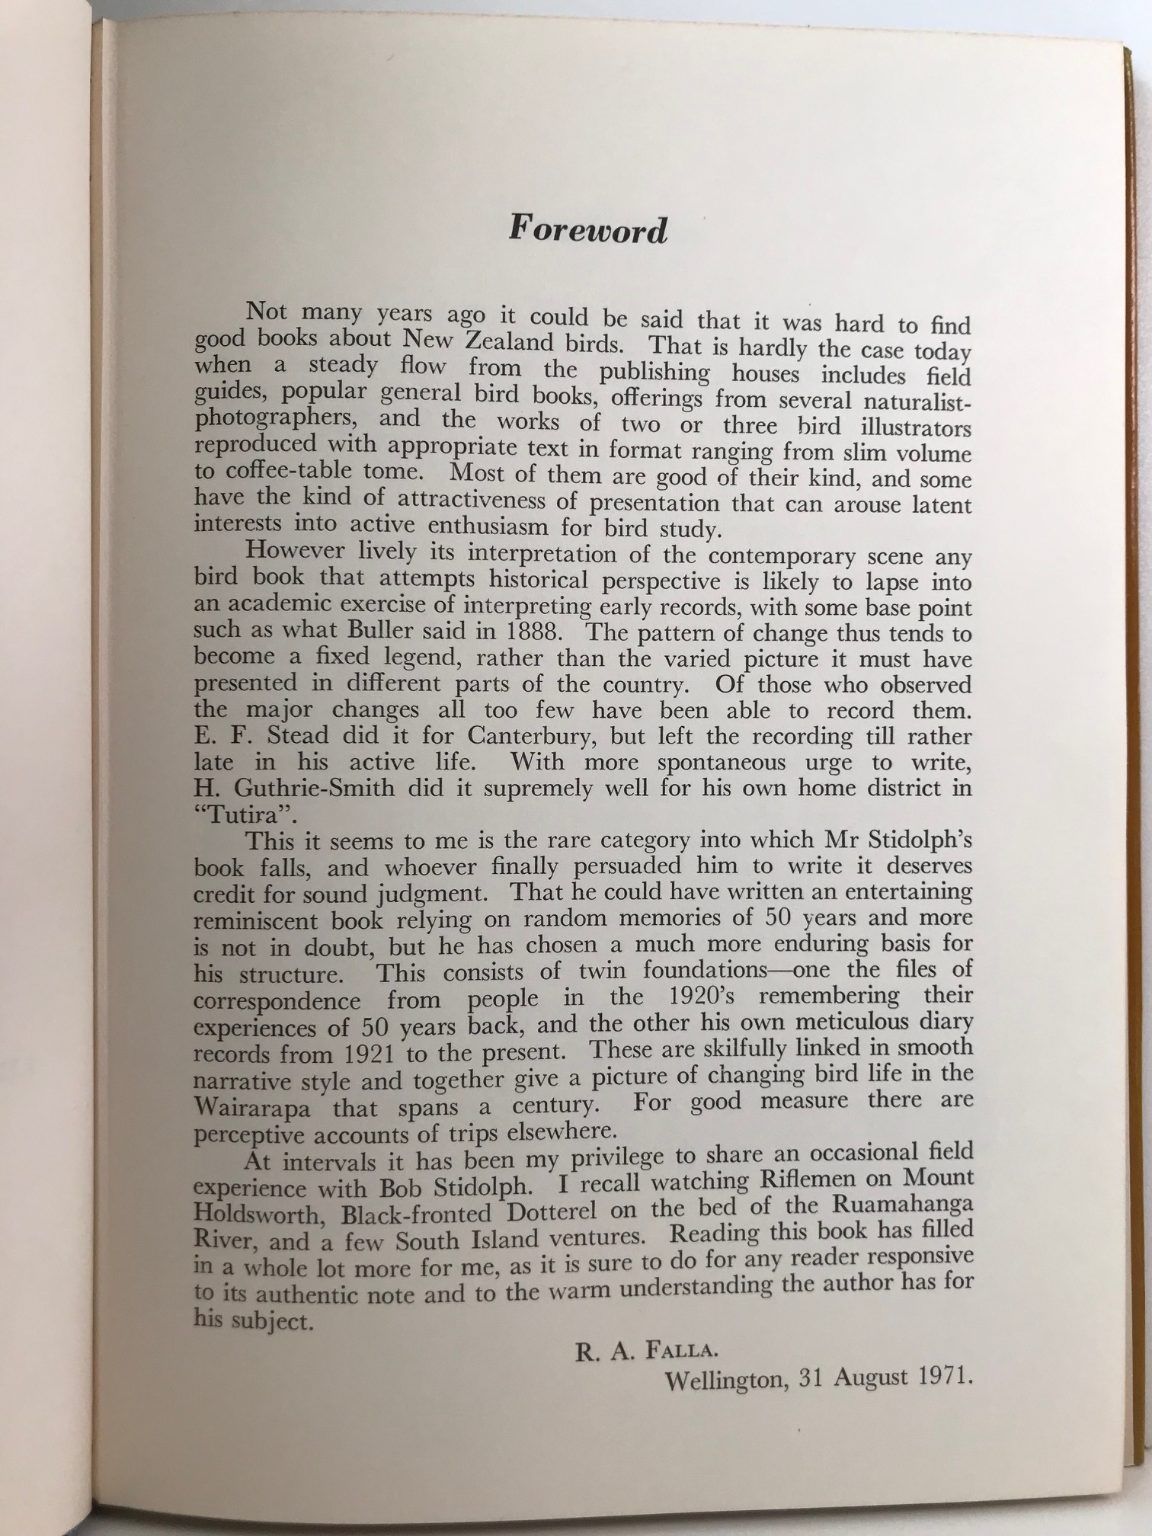 Foreword
Not many years ago it could be said that it was hard to find
good books about New Zealand birds. That is hardly the case today
when a steady flow from the publishing houses includes field
guides, popular general bird books, offerings from several naturalist-
photographers, and the works of two or three bird illustrators
reproduced with appropriate text in format ranging from slim volume
to coffee-table tome. Most of them are good of their kind, and some
have the kind of attractiveness of presentation that can arouse latent
interests into active enthusiasm for bird study.
However lively its interpretation of the contemporary scene any
bird book that attempts historical perspective is likely to lapse into
an academic exercise of interpreting early records, with some base point
such as what Buller said in 1888. The pattern of change thus tends to
become a fixed legend, rather than the varied picture it must have
presented in different parts of the country. Of those who observed
the major changes all too few have been able to record them.
E. F. Stead did it for Canterbury, but left the recording till rather
late in his active life. With more spontaneous urge to write,
H. Guthrie-Smith did it supremely well for his own home district in
“Tutira”.
This it seems to me is the rare category into which Mr Stidolph’s
book falls, and whoever finally persuaded him to write it deserves
credit for sound judgment. That he could have written an entertaining
reminiscent book relying on random memories of 50 years and more
is not in doubt, but he has chosen a much more enduring basis for
his structure. This consists of twin foundations—one the files of
correspondence from people in the 1920’s remembering their
experiences of 50 years back, and the other his own meticulous diary
records from 1921 to the present. These are skilfully linked in smooth
narrative style and together give a picture of changing bird life in the
Wairarapa that spans a century. For good measure there are
perceptive accounts of trips elsewhere.
At intervals it has been my privilege to share an occasional field
experience with Bob Stidolph. I recall watching Riflemen on Mount
Holdsworth, Black-fronted Dotterel on the bed of the Ruamahanga
River, and a few South Island ventures. Reading this book has filled
in a whole lot more for me, as it is sure to do for any reader responsive
to its authentic note and to the warm understanding the author has for
his subject.
R. A. FALLA.
Wellington, 31 August 1971.